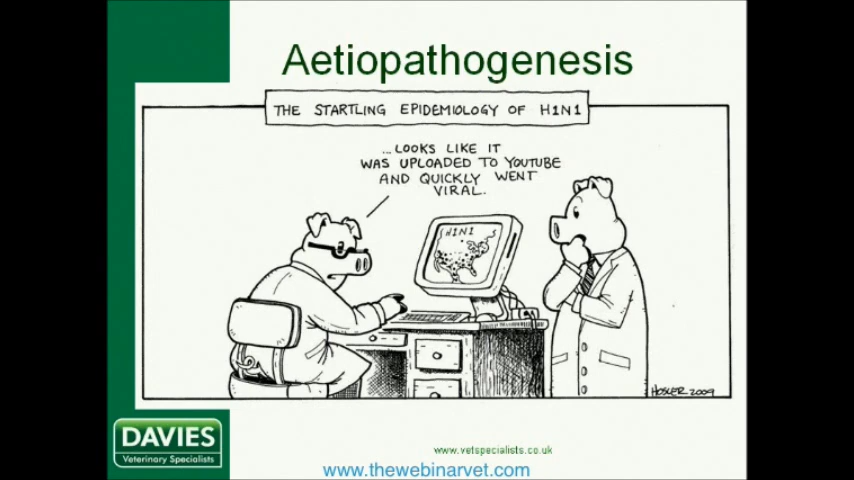 Aetiopathogenesis
THE STARTLING EPIDEMIOLOGY OF H1N1
...LOOKS LIKE IT
WAS UPLOADED TO YOUTUBE
AND QUICKLY WENT
VIRAL.
H1N1
HOSLER 2009
DAVIES
Veterinary Specialists
www.vetspecialists.co.uk
www.thewebinarvet.com